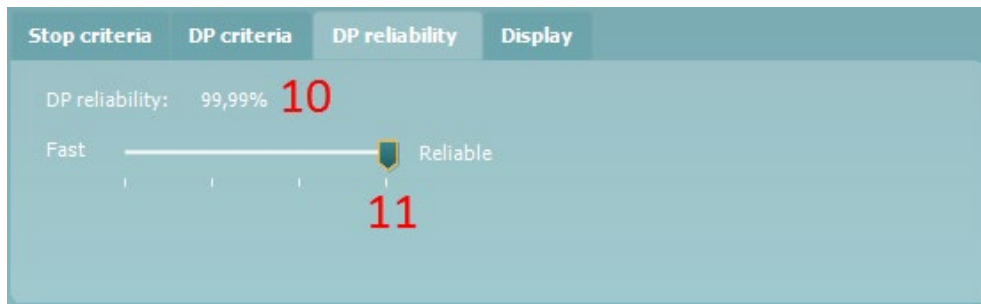 Stop criteria DP criteria DP reliability Display
DP reliability: 99,99% 10
Fast Reliable
11